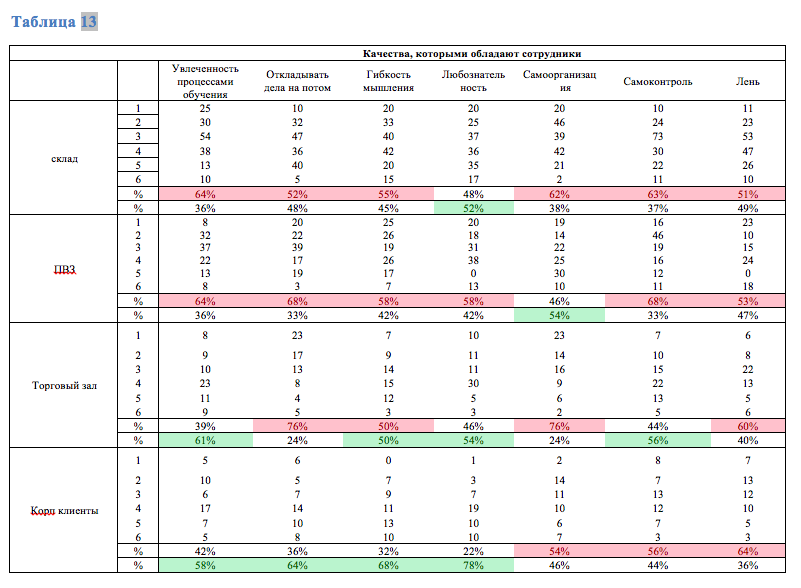 Таблица 13
Качества, которыми обладают сотрудники
Увлеченность процессами обучения Откладывать дела на потом Гибкость мышления Любознатель ность Самоорганизац ия Самоконтроль Лень
склад
1 25 10 20 20 20 10 11
2 30 32 33 25 46 24 23
3 54 47 40 37 39 73 53
4 38 36 42 36 42 30 47
5 13 40 20 35 21 22 26
6 10 5 15 17 2 11 10
% 64% 52% 55% 48% 62% 63% 51%
% 36% 48% 45% 52% 38% 37% 49%
ПВЗ
1 8 20 25 20 19 16 23
2 32 22 26 18 14 46 10
3 37 39 19 31 22 19 15
4 22 17 26 38 25 16 24
5 13 19 17 0 30 12 0
6 8 3 7 13 10 11 18
% 64% 68% 58% 58% 46% 68% 53%
% 36% 33% 42% 42% 54% 33% 47%
Торговый зал
1 8 23 7 10 23 7 6
2 9 17 9 11 14 10 8
3 10 13 14 11 16 15 22
4 23 8 15 30 9 22 13
5 11 4 12 5 6 13 5
6 9 5 3 3 2 5 6
% 39% 76% 50% 46% 76% 44% 60%
% 61% 24% 50% 54% 24% 56% 40%
Корп клиенты
1 5 6 0 1 2 8 7
2 10 5 7 3 14 7 13
3 6 7 9 7 11 13 12
4 17 14 11 19 10 12 10
5 7 10 13 10 6 7 5
6 5 8 10 10 7 3 3
% 42% 36% 32% 22% 54% 56% 64%
% 58% 64% 68% 78% 46% 44% 36%